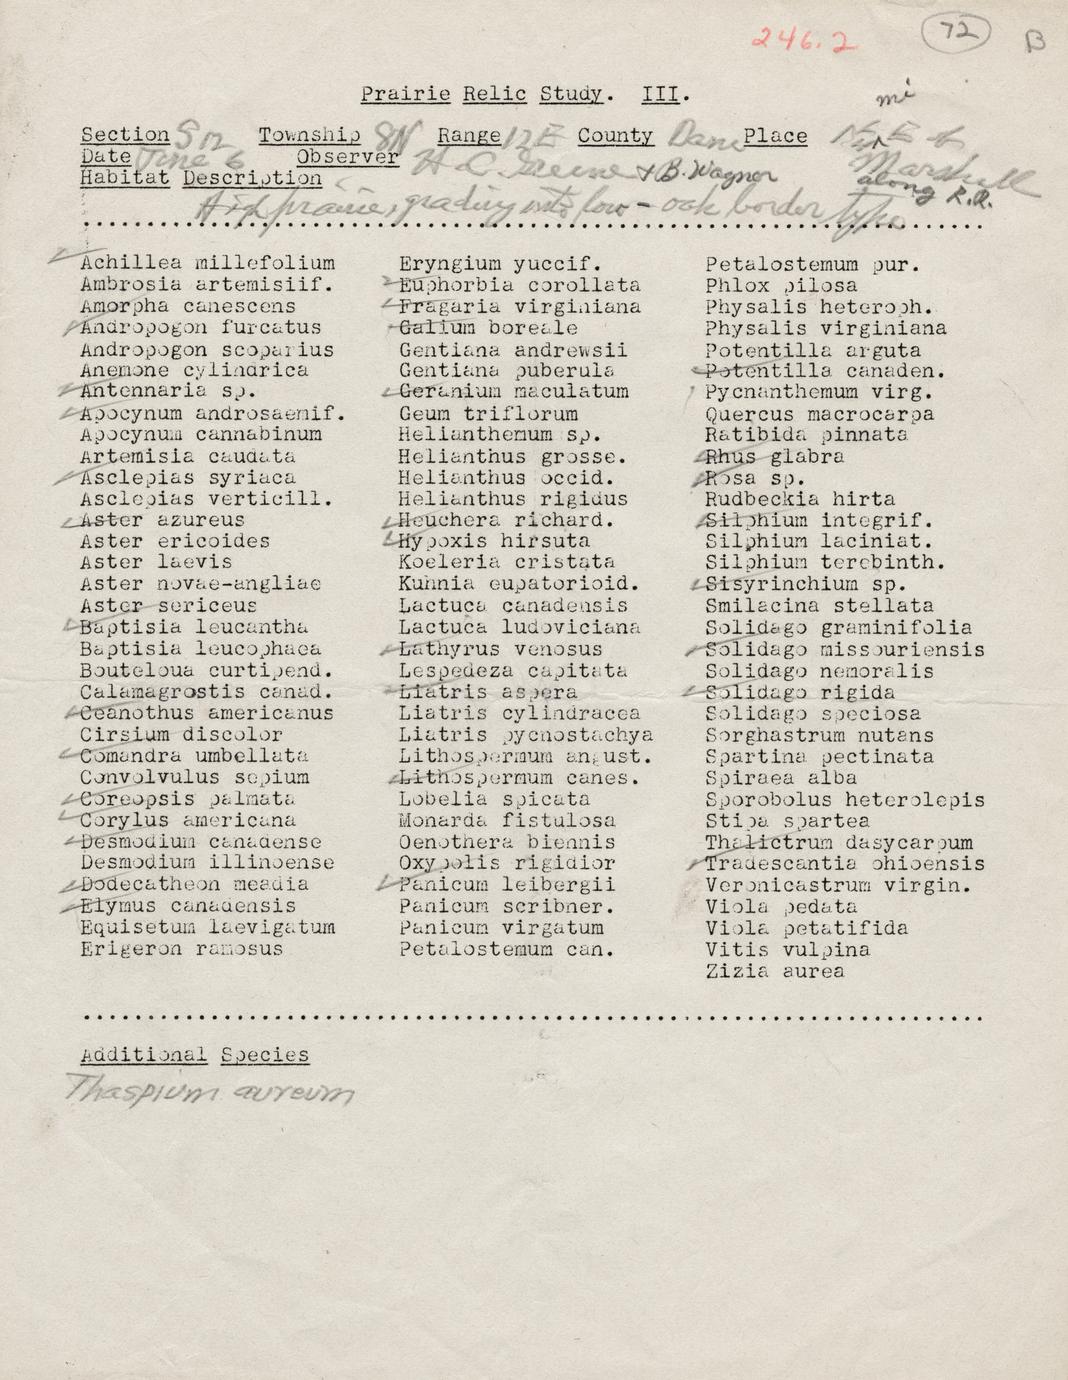 246.2 72 B
Prairie Relic Study. III.
mi
Section S 12 Township 8N Range 12E County Dane Place E of
Date June 6 Observer H. C. Greene & B. Wagner Marshall
Habitat Description along R.R.
High prairie, grading into low - oak border type
Achillea millefolium Eryngium yuccif. Petalostemum pur.
Ambrosia artemisiif. Euphorbia corollata Phlox pilosa
Amorpha canescens Fragaria virginiana Physalis heteroph.
Andropogon furcatus Galium boreale Physalis virginiana
Andropogon scoparius Gentiana andrewsii Potentilla arguta
Anemone cylindrica Gentiana puberula Potentilla canaden.
Antennaria sp. Geranium maculatum Pycnanthemum virg.
Apocynum androsaemif. Geum triflorum Quercus macrocarpa
Apocynum cannabinum Helianthemum sp. Ratibida pinnata
Artemisia caudata Helianthus grosse. Rhus glabra
Asclepias syriaca Helianthus occid. Rosa sp.
Asclepias verticill. Helianthus rigidus Rudbeckia hirta
Aster azureus Heuchera richard. Silphium integrif.
Aster ericoides Hypoxis hirsuta Silphium laciniat.
Aster laevis Koeleria cristata Silphium terebinth.
Aster novae-angliae Kuhnia eupatorioid. Sisyrinchium sp.
Aster sericeus Lactuca canadensis Smilacina stellata
Baptisia leucantha Lactuca ludoviciana Solidago graminifolia
Baptisia leucophaea Lathyrus venosus Solidago missouriensis
Bouteloua curtipend. Lespedeza capitata Solidago nemoralis
Calamagrostis canad. Liatris aspera Solidago rigida
Ceanothus americanus Liatris cylindracea Solidago speciosa
Cirsium discolor Liatris pycnostachya Sorghastrum nutans
Comandra umbellata Lithospermum angust. Spartina pectinata
Convolvulus sepium Lithospermum canes. Spiraea alba
Coreopsis palmata Lobelia spicata Sporobolus heterolepis
Corylus americana Monarda fistulosa Stipa spartea
Desmodium canadense Oenothera biennis Thalictrum dasycarpum
Desmodium illinoense Oxypolis rigidior Tradescantia ohioensis
Dodecatheon meadia Panicum leibergii Veronicastrum virgin.
Elymus canadensis Panicum scribner. Viola pedata
Equisetum laevigatum Panicum virgatum Viola petatifida
Erigeron ramosus Petalostemum can. Vitis vulpina
Zizia aurea
Additional Species
Thaspium aureum